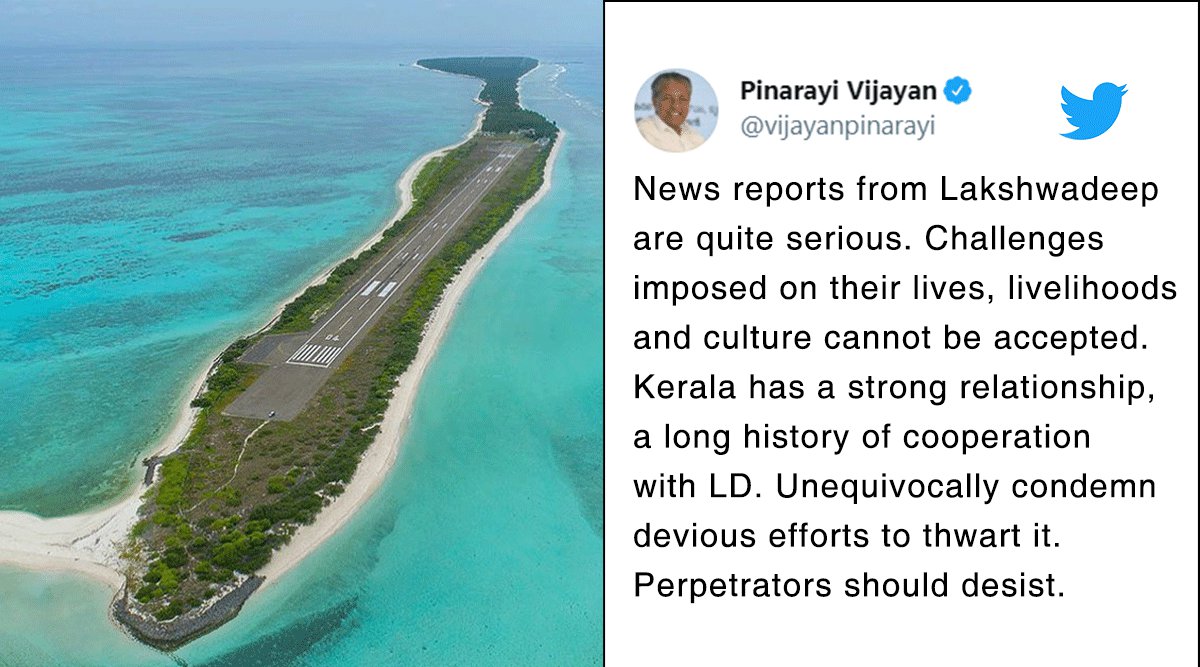 Pinarayi Vijayan
@vijayanpinarayi
News reports from Lakshwadeep
are quite serious. Challenges
imposed on their lives, livelihoods
and culture cannot be accepted.
Kerala has a strong relationship,
a long history of cooperation
with LD. Unequivocally condemn
devious efforts to thwart it.
Perpetrators should desist.